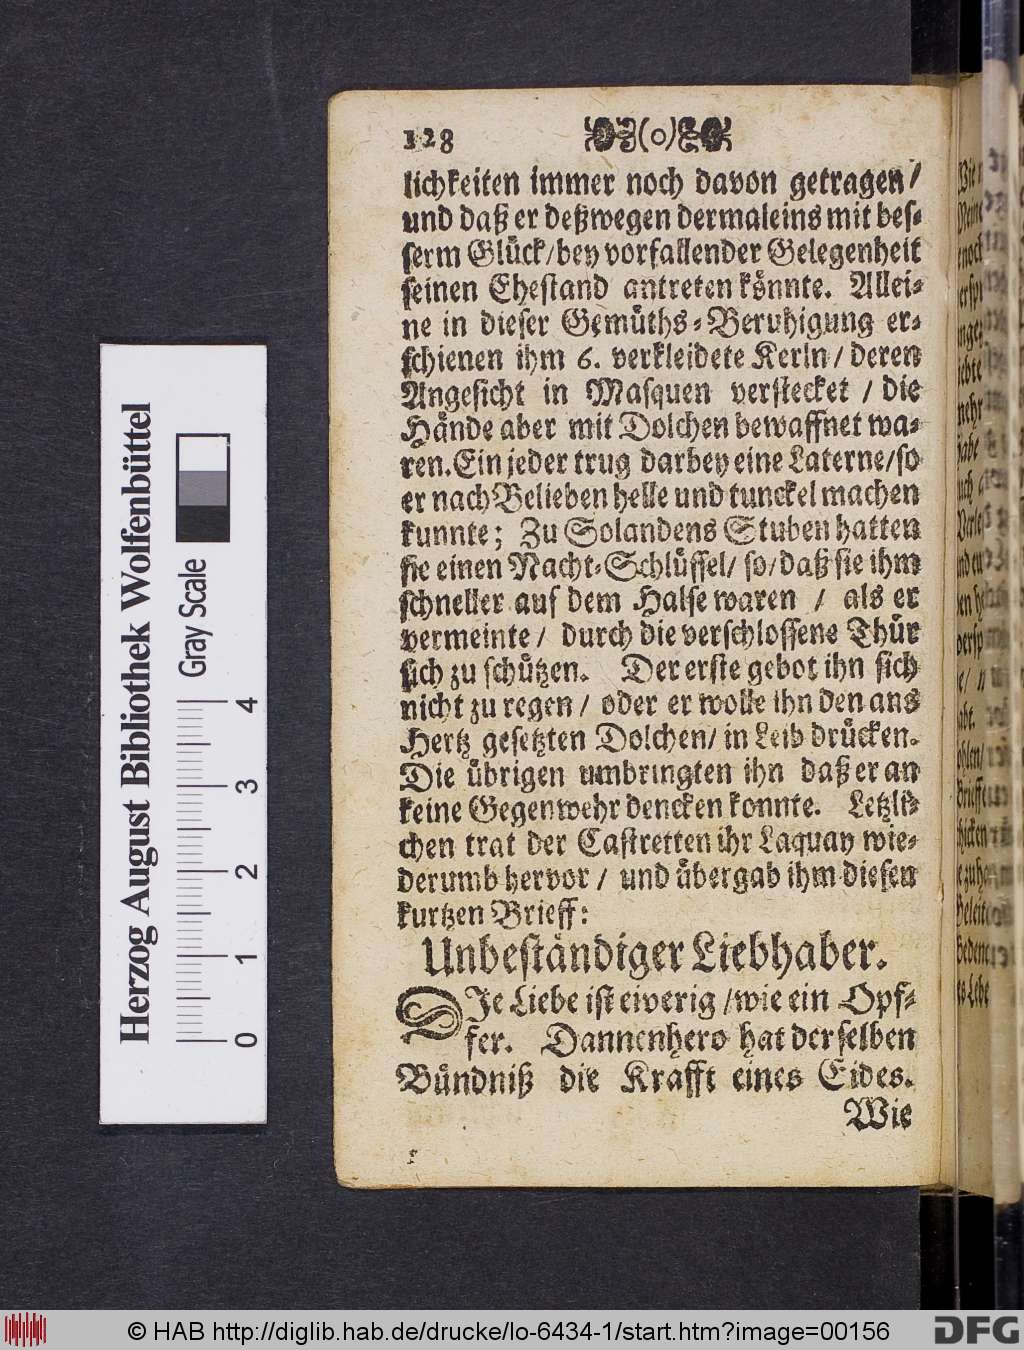 128 (o)
lichkeiten immer noch davon getragen/
und daß er deßwegen dermaleins mit bes-
serm Glück/bey vorfallender Gelegenheit
seinen Ehestand antreten könnte. Allei-
ne in dieser Gemüths-Beruhigung er-
schienen ihm 6. verkleidete Kerln/ deren
Angesicht in Masquen verstecket / die
Hände aber mit Dolchen bewaffnet wa-
ren. Ein jeder trug darbey eine Laterne/so
er nach Belieben helle und tunckel machen
kunnte; Zu Solandens Stuben hatten
sie einen Nacht-Schlüssel/ so/daß sie ihm
schneller auf dem Halse waren / als er
vermeinte/ durch die verschlossene Thür
sich zu schützen. Der erste gebot ihn sich
nicht zu regen/ oder er wolle ihn den ans
Hertz gesetzten Dolchen/ in Leib drücken.
Die übrigen umbringten ihn daß er an
keine Gegenwehr dencken konnte. Letzli-
chen trat der Castretten ihr Laquay wie-
derumb hervor / und übergab ihm diesen
kurtzen Brieff:
Unbeständiger Liebhaber.
DIe Liebe ist eiverig/wie ein Opf-
fer. Dannenhero hat derselben
Bündniß die Krafft eines Eides.
Wie
Herzog August Bibliothek Wolfenbüttel
Gray Scale
0 1 2 3 4
© HAB http://diglib.hab.de/drucke/lo-6434-1/start.htm?image=00156
DFG